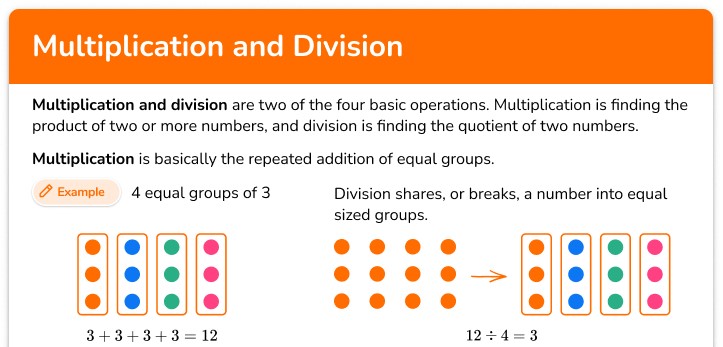 Multiplication and Division
Multiplication and division are two of the four basic operations. Multiplication is finding the
product of two or more numbers, and division is finding the quotient of two numbers.
Multiplication is basically the repeated addition of equal groups.
Example
4 equal groups of 3
3 + 3 + 3 + 3 = 12
Division shares, or breaks, a number into equal
sized groups.
12 ÷ 4 = 3